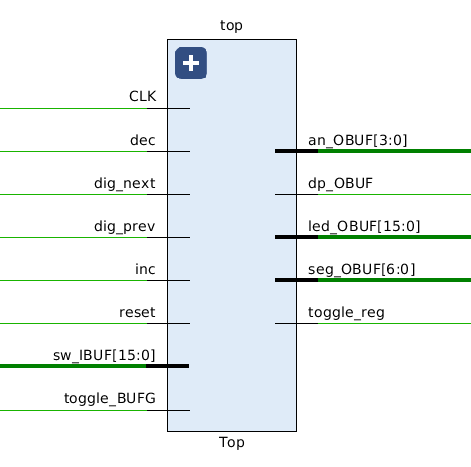 top
CLK
dec
dig_next
dig_prev
inc
reset
sw_IBUF[15:0]
toggle_BUFG
an_OBUF[3:0]
dp_OBUF
led_OBUF[15:0]
seg_OBUF[6:0]
toggle_reg
Top